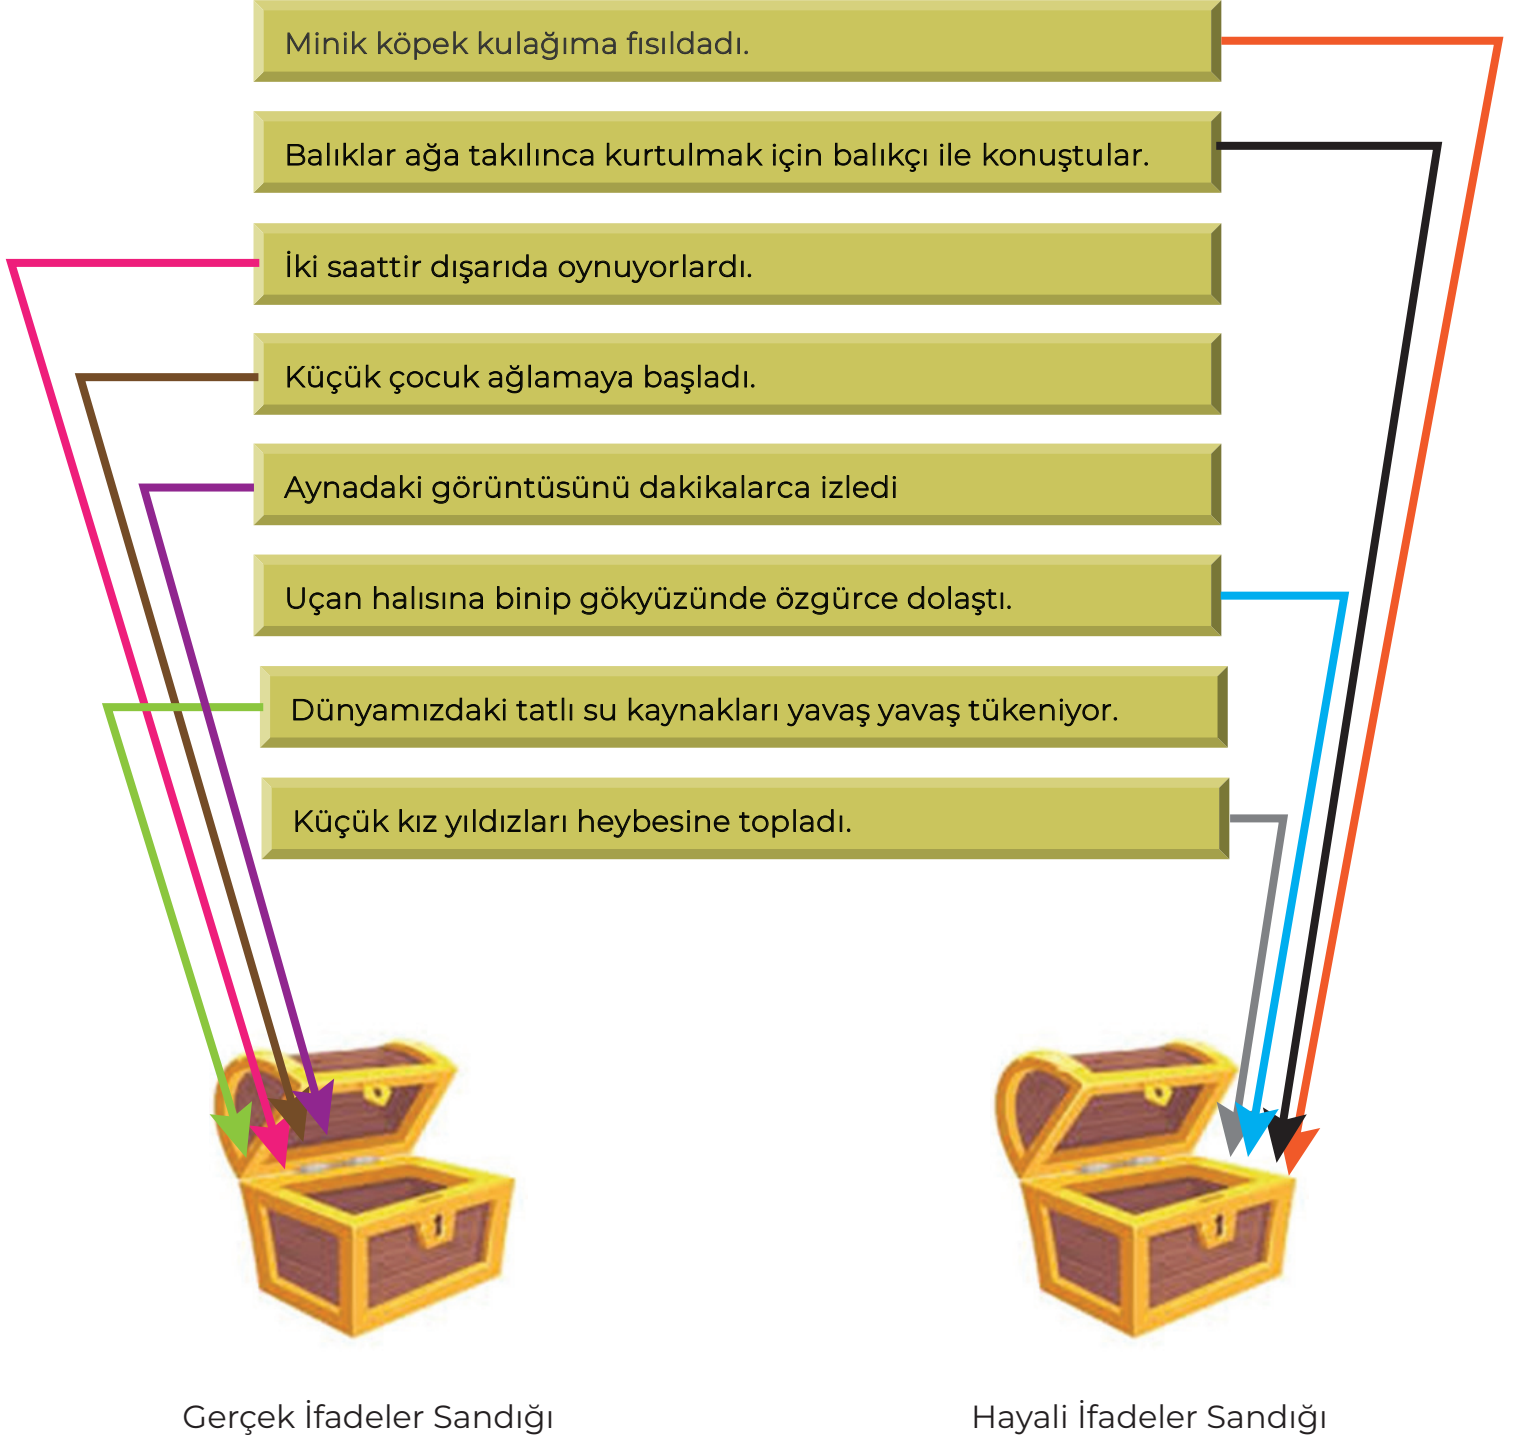 Minik köpek kulağıma fısıldadı.
Balıklar ağa takılınca kurtulmak için balıkçı ile konuştular.
İki saattir dışarıda oynuyorlardı.
Küçük çocuk ağlamaya başladı.
Aynadaki görüntüsünü dakikalarca izledi
Uçan halısına binip gökyüzünde özgürce dolaştı.
Dünyamızdaki tatlı su kaynakları yavaş yavaş tükeniyor.
Küçük kız yıldızları heybesine topladı.
Gerçek İfadeler Sandığı
Hayali İfadeler Sandığı